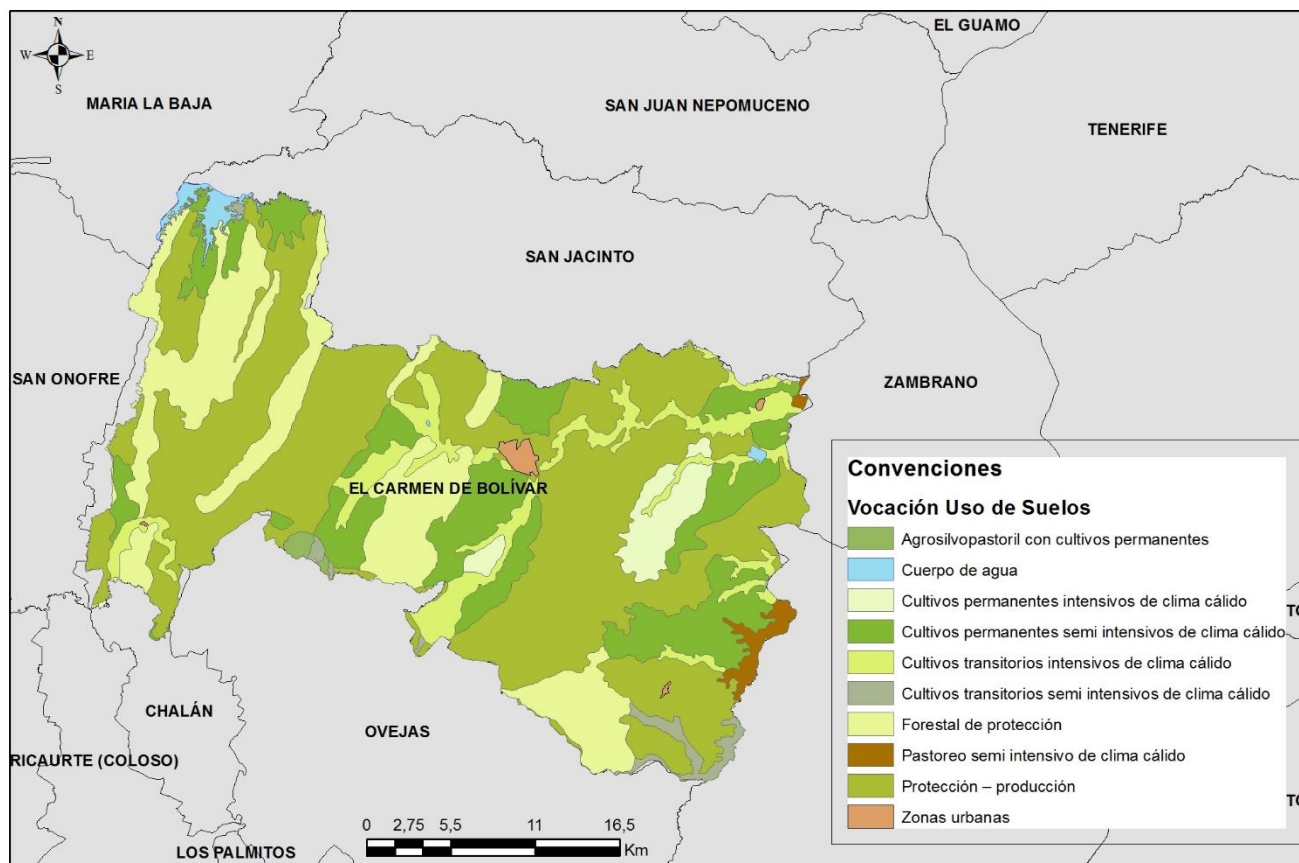 N
W E
S
EL GUAMO
MARIA LA BAJA
SAN JUAN NEPOMUCENO
TENERIFE
SAN JACINTO
SAN ONOFRE
ZAMBRANO
EL CARMEN DE BOLÍVAR
CHALÁN
OVEJAS
RICAURTE (COLOSO)
LOS PALMITOS
0 2,75 5,5 11 16,5
Km
Convenciones
Vocación Uso de Suelos
Agrosilvopastoril con cultivos permanentes
Cuerpo de agua
Cultivos permanentes intensivos de clima cálido
Cultivos permanentes semi intensivos de clima cálido
Cultivos transitorios intensivos de clima cálido
Cultivos transitorios semi intensivos de clima cálido
Forestal de protección
Pastoreo semi intensivo de clima cálido
Protección – producción
Zonas urbanas